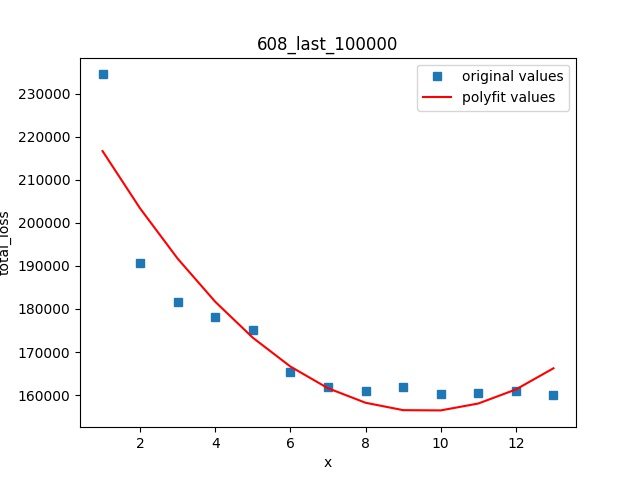 608_last_100000
original values
polyfit values
230000
220000
210000
200000
190000
180000
170000
160000
total_loss
2 4 6 8 10 12
x